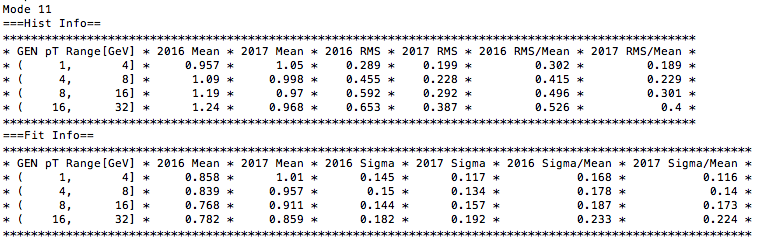 Mode 11
===Hist Info==
***************************************************************************************************
* GEN pT Range[GeV] * 2016 Mean * 2017 Mean * 2016 RMS * 2017 RMS * 2016 RMS/Mean * 2017 RMS/Mean *
* (     1,     4] *     0.957 *      1.05 *    0.289 *    0.199 *         0.302 *         0.189 *
* (     4,     8] *      1.09 *     0.998 *    0.455 *    0.228 *         0.415 *         0.229 *
* (     8,    16] *      1.19 *      0.97 *    0.592 *    0.292 *         0.496 *         0.301 *
* (    16,    32] *      1.24 *     0.968 *    0.653 *    0.387 *         0.526 *           0.4 *
***************************************************************************************************
===Fit Info==
***********************************************************************************************************
* GEN pT Range[GeV] * 2016 Mean * 2017 Mean * 2016 Sigma * 2017 Sigma * 2016 Sigma/Mean * 2017 Sigma/Mean *
* (     1,     4] *     0.858 *      1.01 *      0.145 *      0.117 *           0.168 *           0.116 *
* (     4,     8] *     0.839 *     0.957 *       0.15 *      0.134 *           0.178 *            0.14 *
* (     8,    16] *     0.768 *     0.911 *      0.144 *      0.157 *           0.187 *           0.173 *
* (    16,    32] *     0.782 *     0.859 *      0.182 *      0.192 *           0.233 *           0.224 *
***********************************************************************************************************